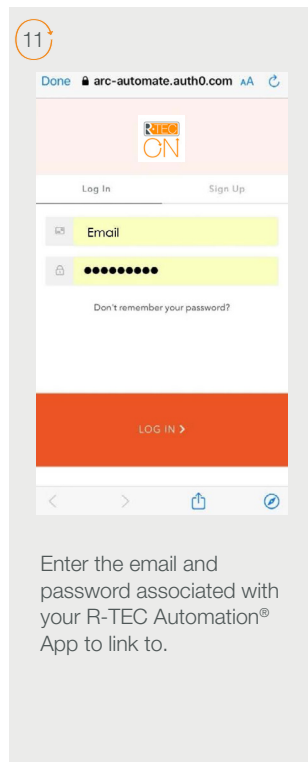 11
Done arc-automate.auth0.com AA
R-TEC
ON
Log In Sign Up
Email
●●●●●●●●●
Don't remember your password?
LOG IN >
Enter the email and
password associated with
your R-TEC Automation®
App to link to.